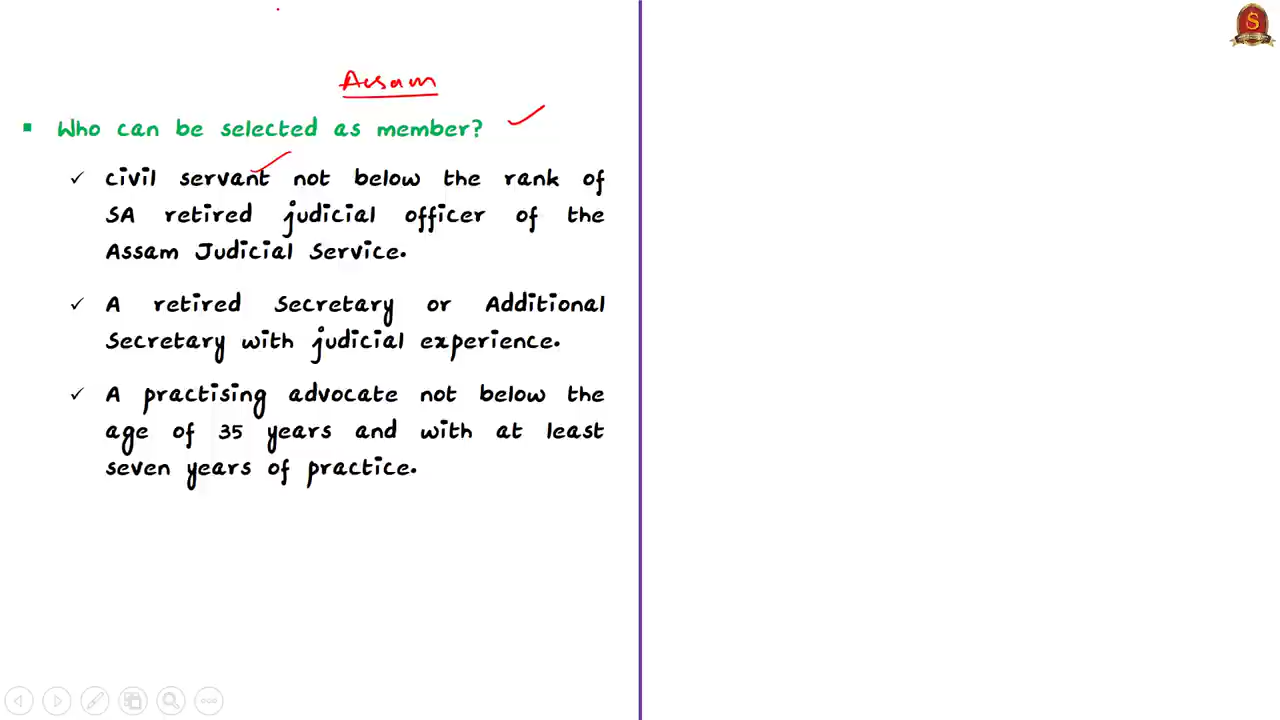 Assam
Who can be selected as member?
civil servant not below the rank of
SA retired judicial officer of the
Assam Judicial Service.
A retired Secretary or Additional
Secretary with judicial experience.
A practising advocate not below the
age of 35 years and with at least
seven years of practice.
S